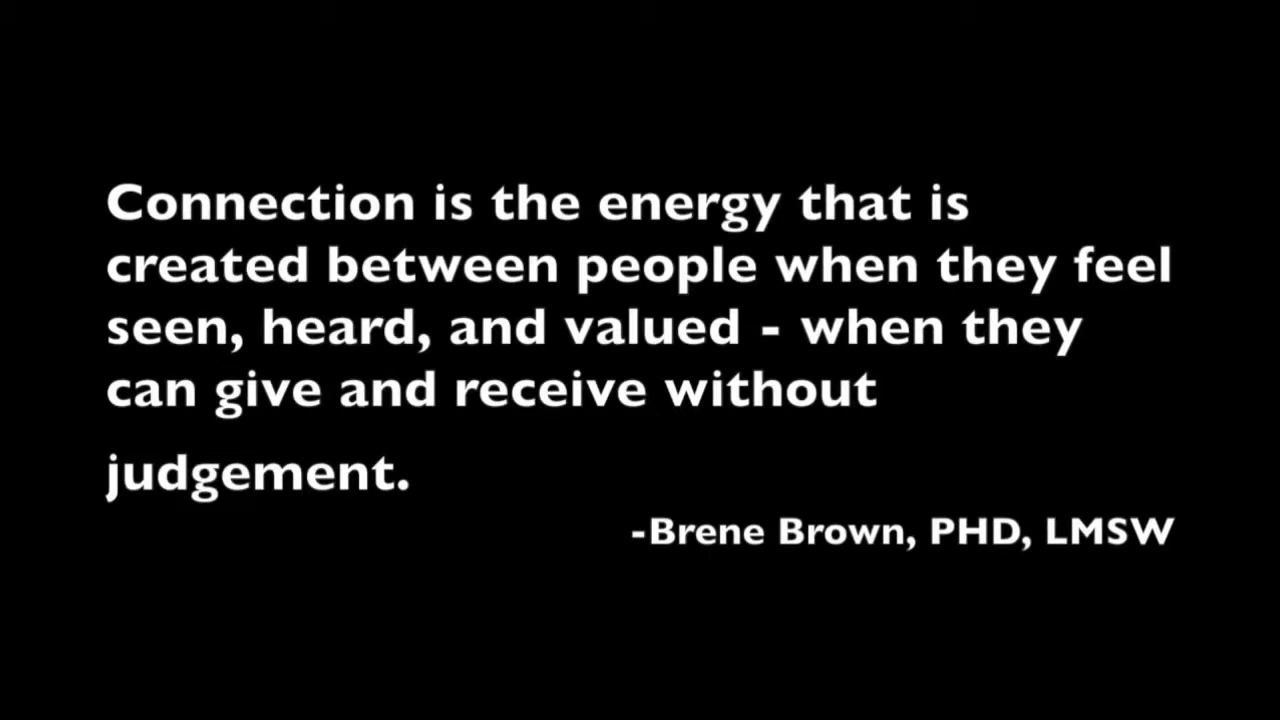 Connection is the energy that is
created between people when they feel
seen, heard, and valued - when they
can give and receive without
judgement.
-Brene Brown, PHD, LMSW